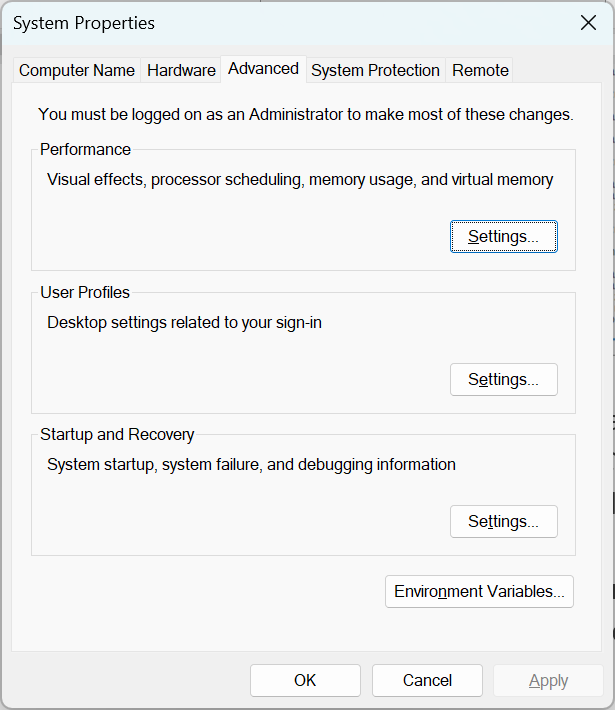 System Properties
Computer Name Hardware Advanced System Protection Remote
You must be logged on as an Administrator to make most of these changes.
Performance
Visual effects, processor scheduling, memory usage, and virtual memory
Settings...
User Profiles
Desktop settings related to your sign-in
Settings...
Startup and Recovery
System startup, system failure, and debugging information
Settings...
Environment Variables...
OK Cancel Apply